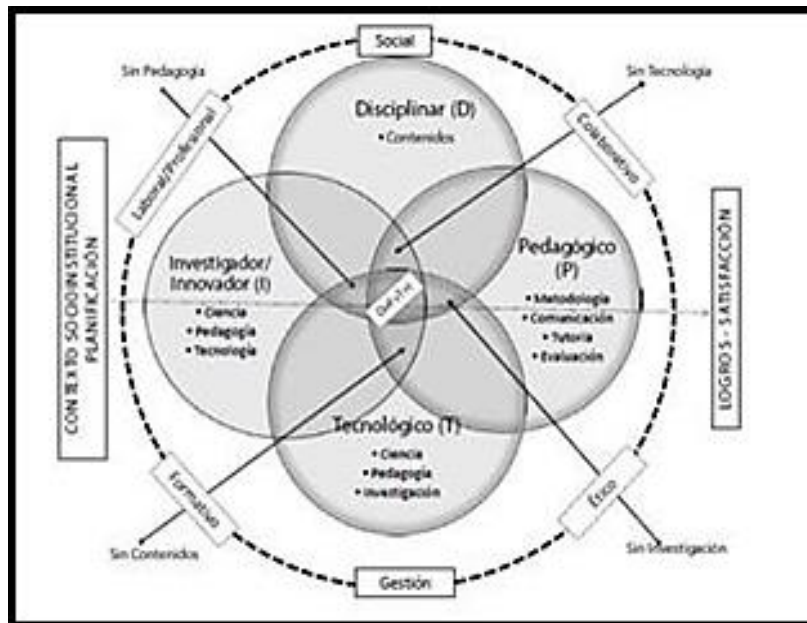 Social
Sin Pedagogía
Sin Tecnología
Disciplinar (D)
• Contenidos
Laboral/Profesional
Colaborativo
CONTEXTO SOCIOINSTITUCIONAL
PLANIFICACIÓN
Investigador/
Innovador (I)
• Ciencia
• Pedagogía
• Tecnología
Pedagógico
(P)
• Metodología
• Comunicación
• Tutoría
• Evaluación
LOGROS - SATISFACCIÓN
Tecnológico (T)
• Ciencia
• Pedagogía
• Investigación
Formativo
Ético
Sin Contenidos
Sin Investigación
Gestión